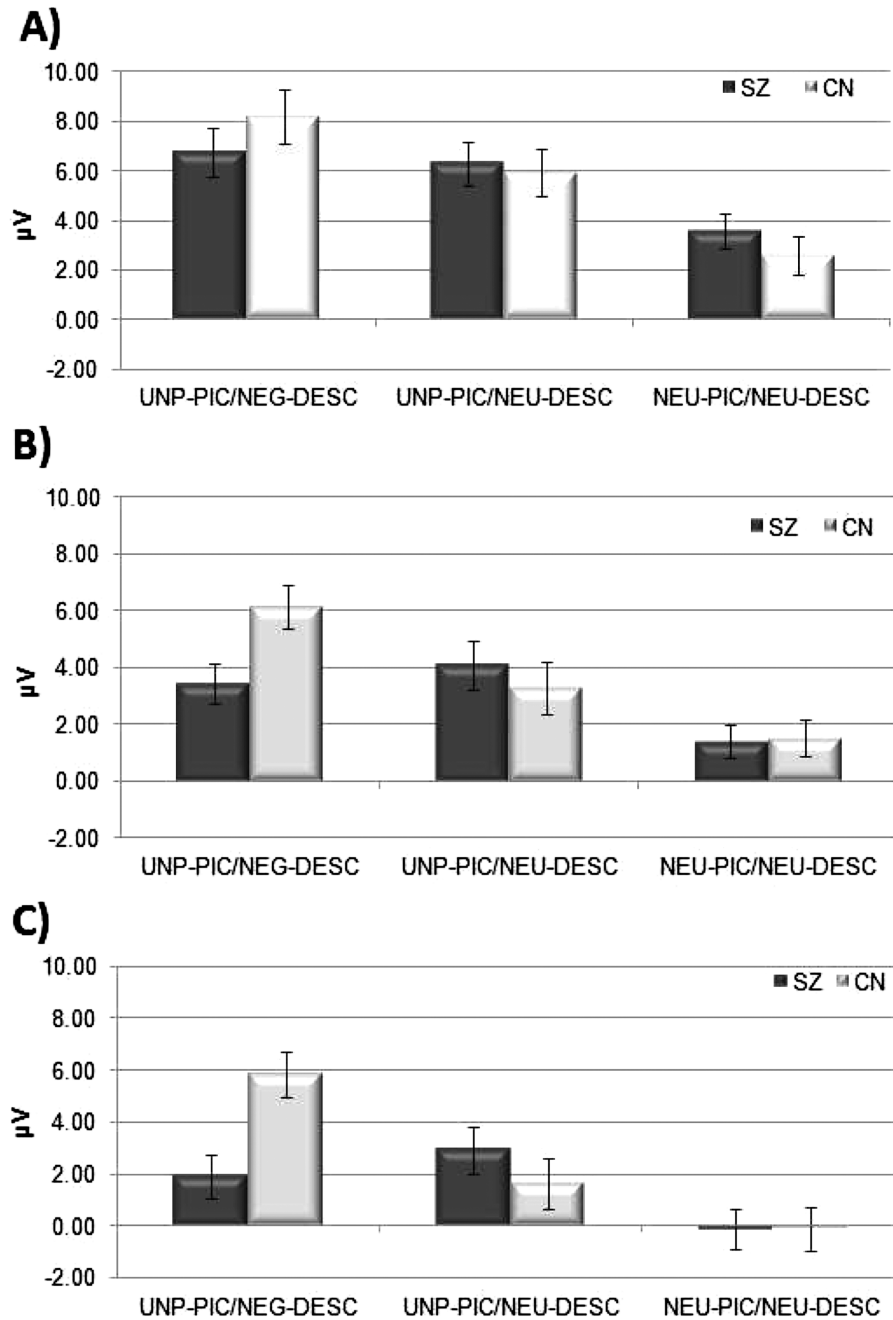 A)
10.00
SZ CN
8.00
6.00
µV
4.00
2.00
0.00
-2.00
UNP-PIC/NEG-DESC UNP-PIC/NEU-DESC NEU-PIC/NEU-DESC
B)
10.00
SZ CN
8.00
6.00
µV
4.00
2.00
0.00
-2.00
UNP-PIC/NEG-DESC UNP-PIC/NEU-DESC NEU-PIC/NEU-DESC
C)
10.00
SZ CN
8.00
6.00
µV
4.00
2.00
0.00
-2.00
UNP-PIC/NEG-DESC UNP-PIC/NEU-DESC NEU-PIC/NEU-DESC